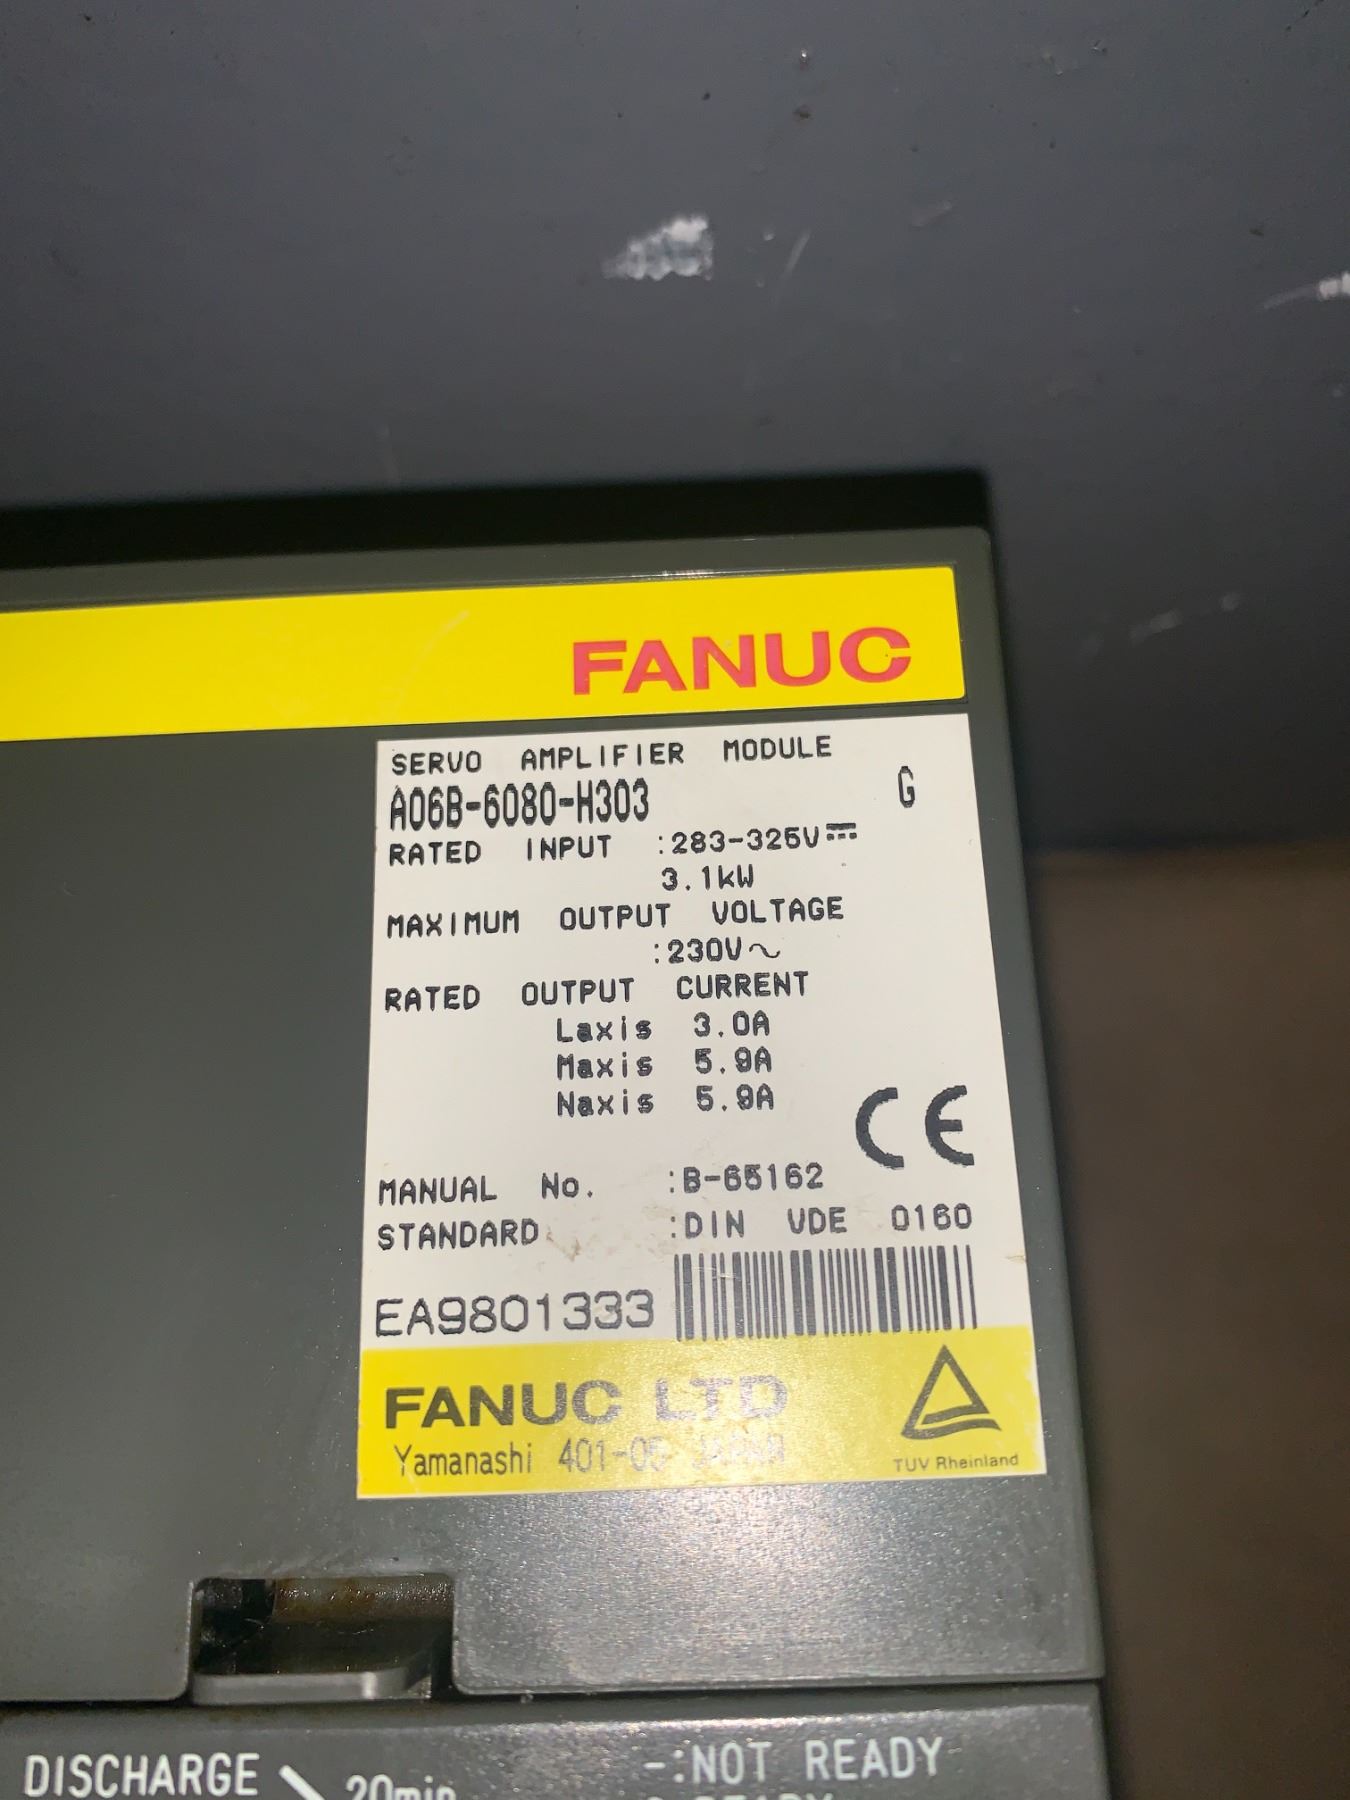 FANUC
SERVO AMPLIFIER MODULE
A06B-6080-H303 G
RATED INPUT :283-325V⎓
3.1kW
MAXIMUM OUTPUT VOLTAGE
:230V~
RATED OUTPUT CURRENT
Laxis 3.0A
Maxis 5.9A
Naxis 5.9A
CE
MANUAL No. :B-65162
STANDARD :DIN VDE 0160
EA9801333
FANUC LTD
Yamanashi 401-05 JAPAN
TUV Rheinland
DISCHARGE 20min
-:NOT READY